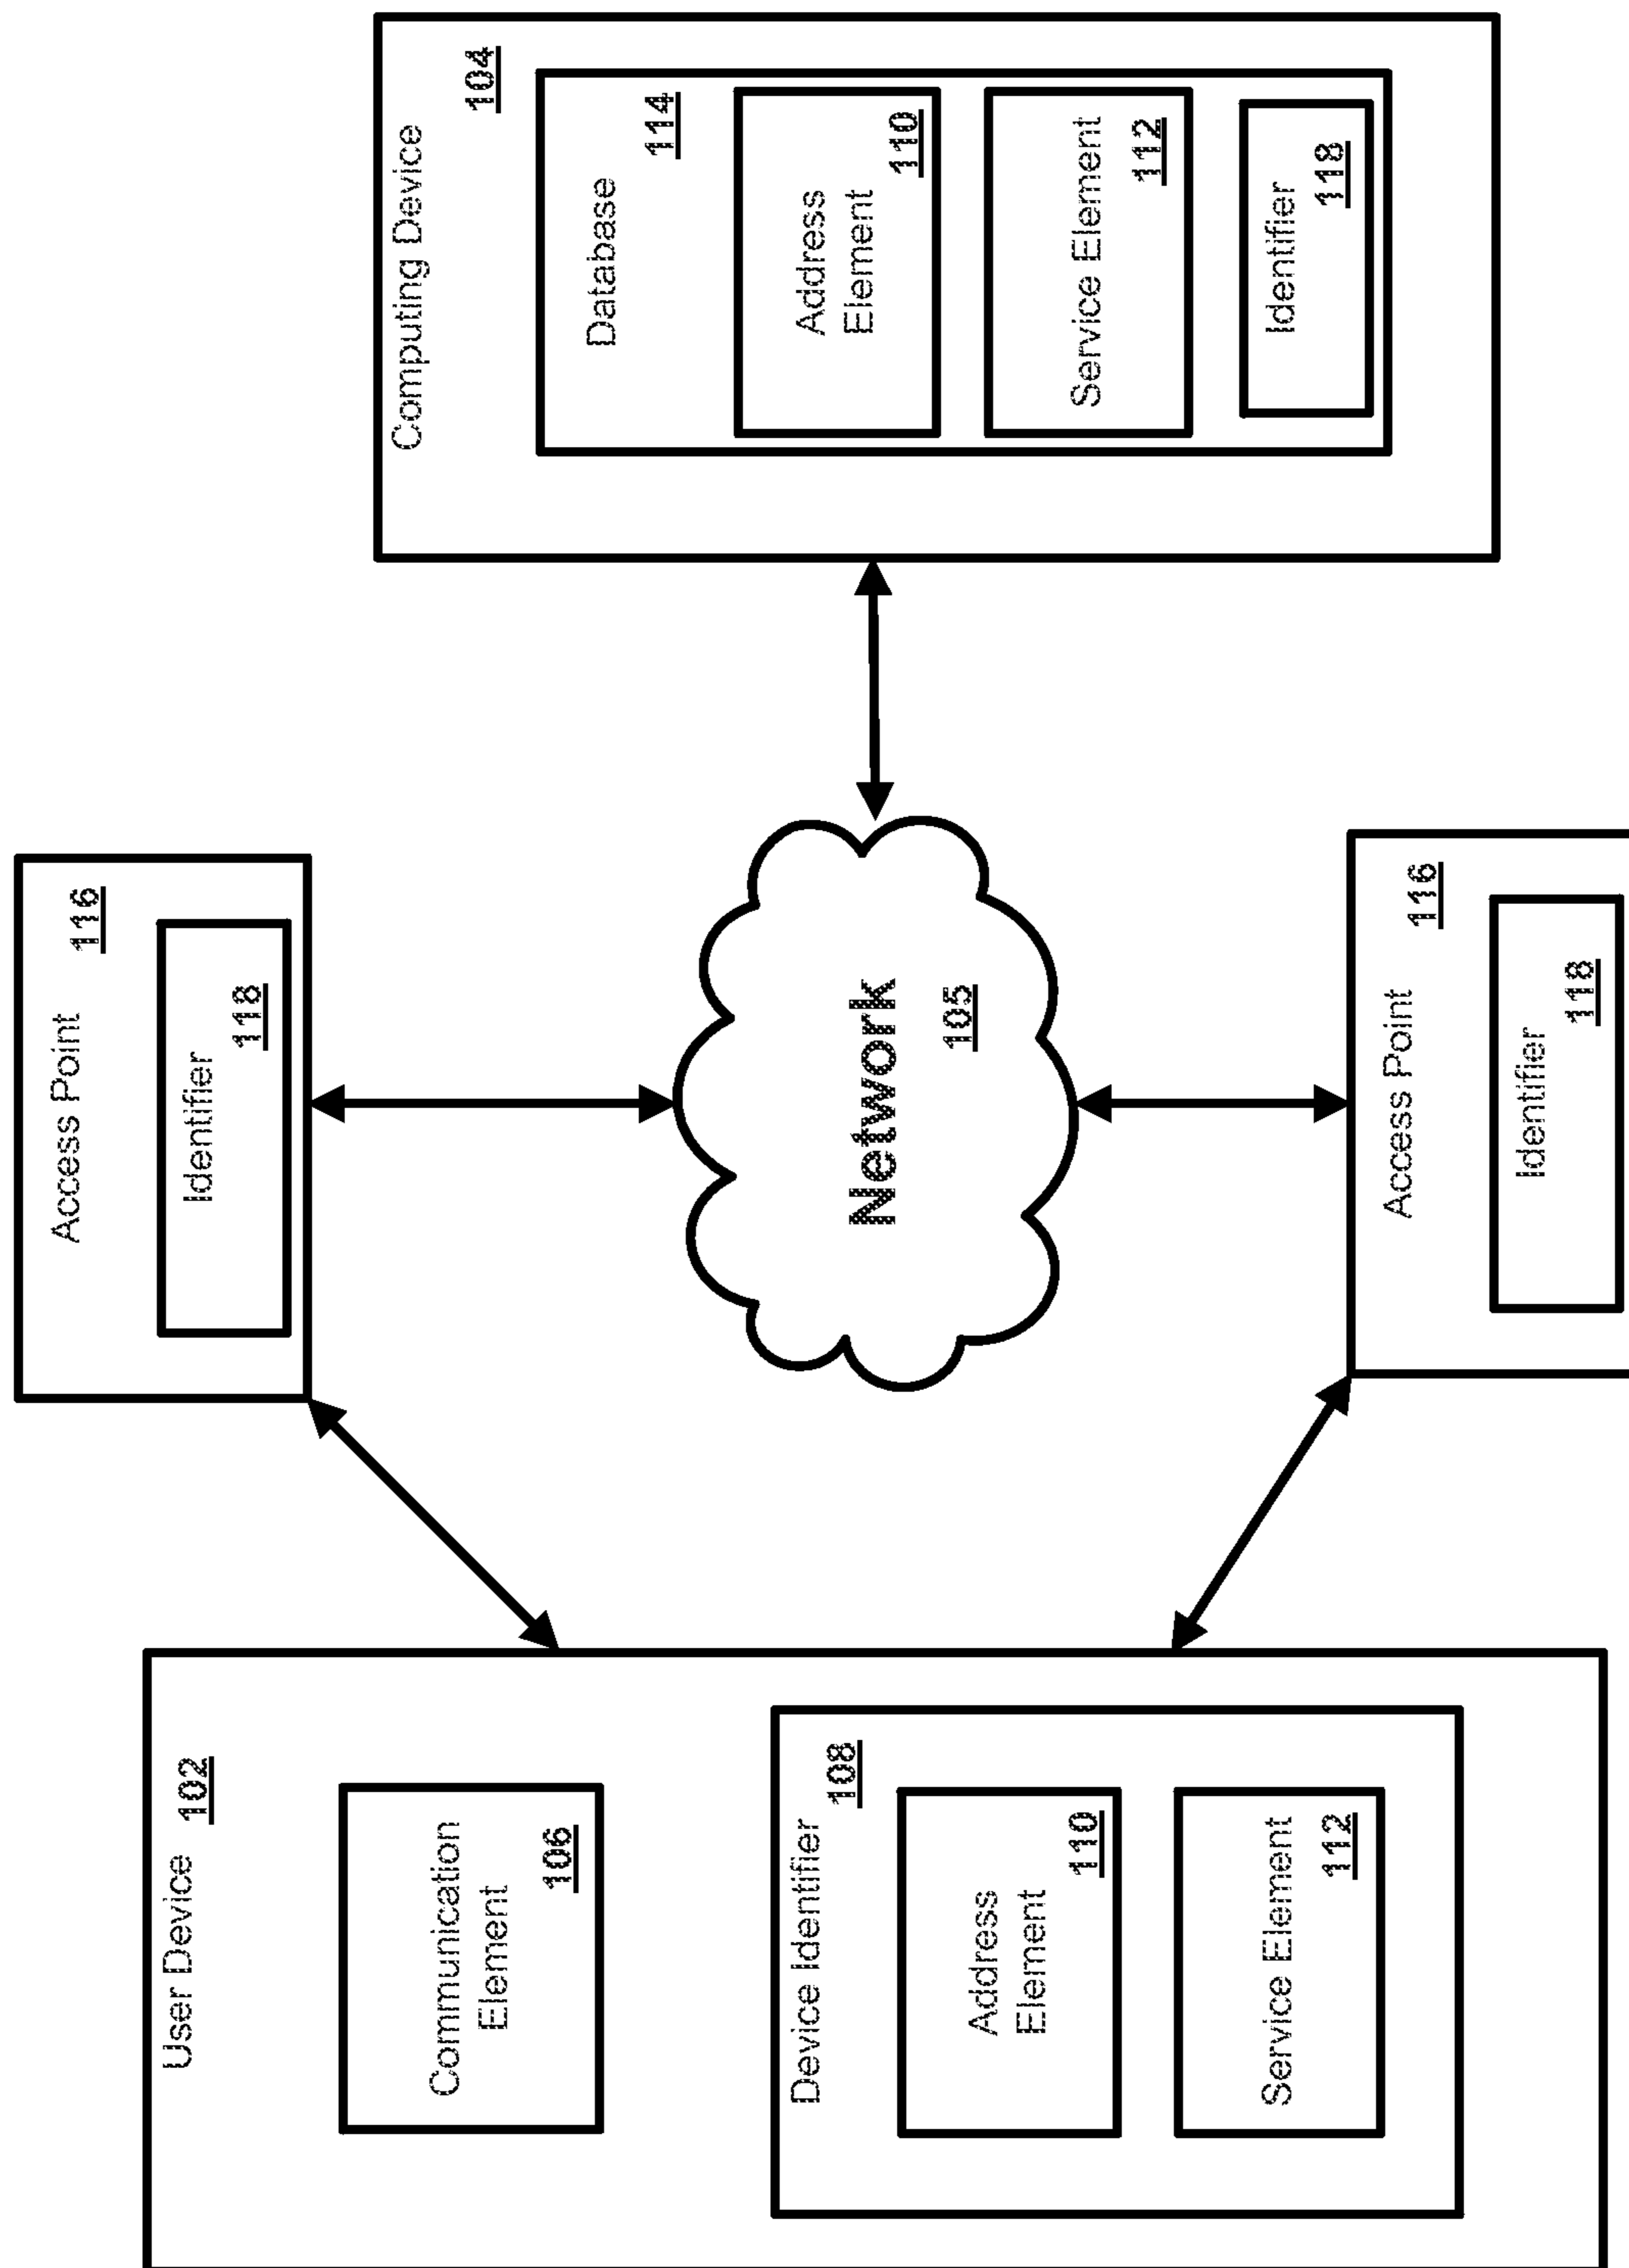 User Device
102
Communication
Element
106
Device Identifier
108
Address
Element
110
Service Element
112
Access Point
116
Identifier
118
Network
105
Access Point
116
Identifier
118
Computing Device
104
Database
114
Address
Element
110
Service Element
112
Identifier
118